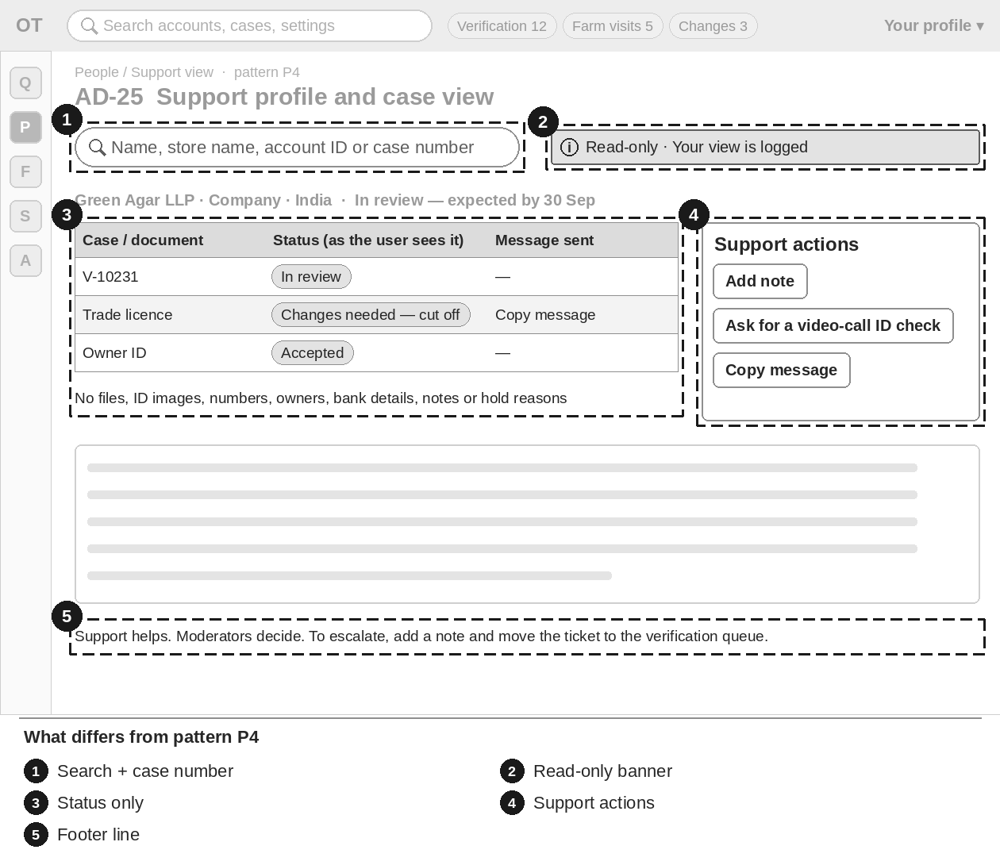 OT
Search accounts, cases, settings
Verification 12
Farm visits 5
Changes 3
Your profile ▾
Q
P
F
S
A
People / Support view · pattern P4
AD-25 Support profile and case view
1
Name, store name, account ID or case number
2
i Read-only · Your view is logged
Green Agar LLP · Company · India · In review — expected by 30 Sep
3
Case / document Status (as the user sees it) Message sent
V-10231 In review —
Trade licence Changes needed — cut off Copy message
Owner ID Accepted —
No files, ID images, numbers, owners, bank details, notes or hold reasons
4
Support actions
Add note
Ask for a video-call ID check
Copy message
5
Support helps. Moderators decide. To escalate, add a note and move the ticket to the verification queue.
What differs from pattern P4
1 Search + case number
2 Read-only banner
3 Status only
4 Support actions
5 Footer line